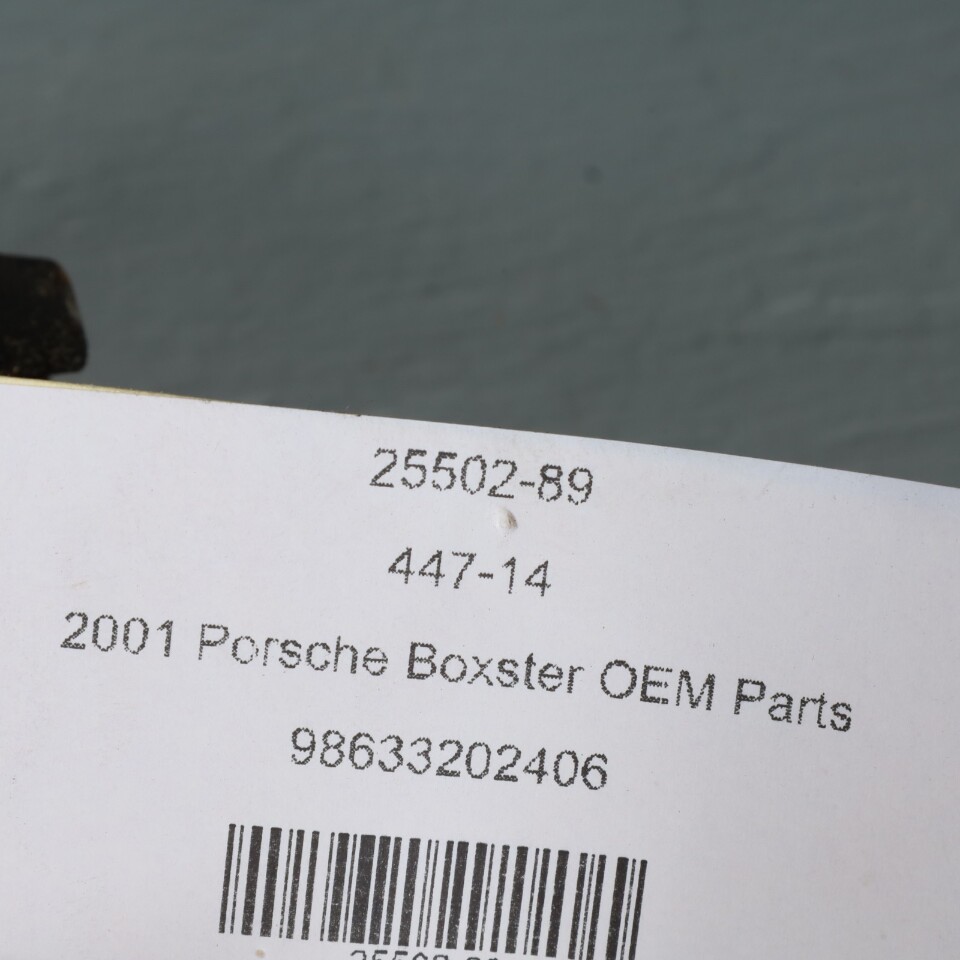 25502-89
447-14
2001 Porsche Boxster OEM Parts
98633202406